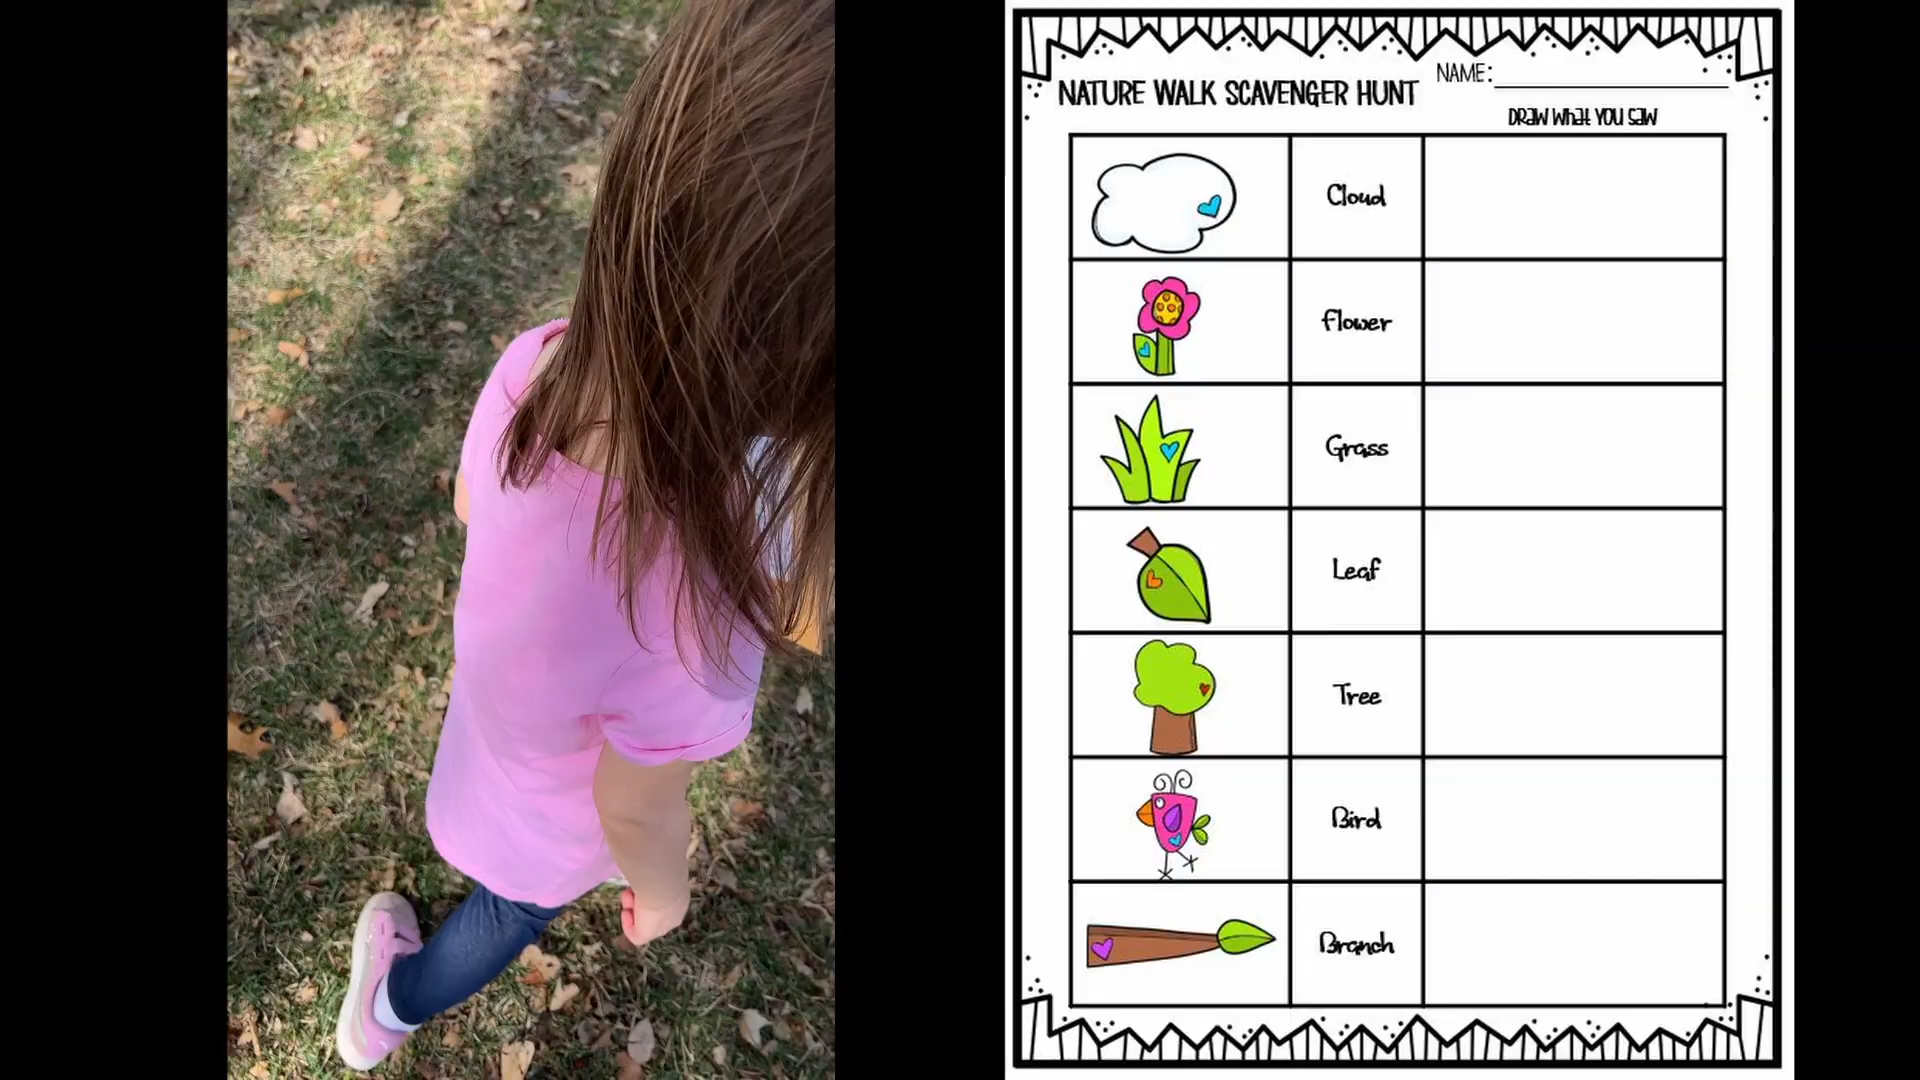 NATURE WALK SCAVENGER HUNT
NAME:
Draw what you saw
Cloud
flower
Grass
Leaf
Tree
Bird
Branch